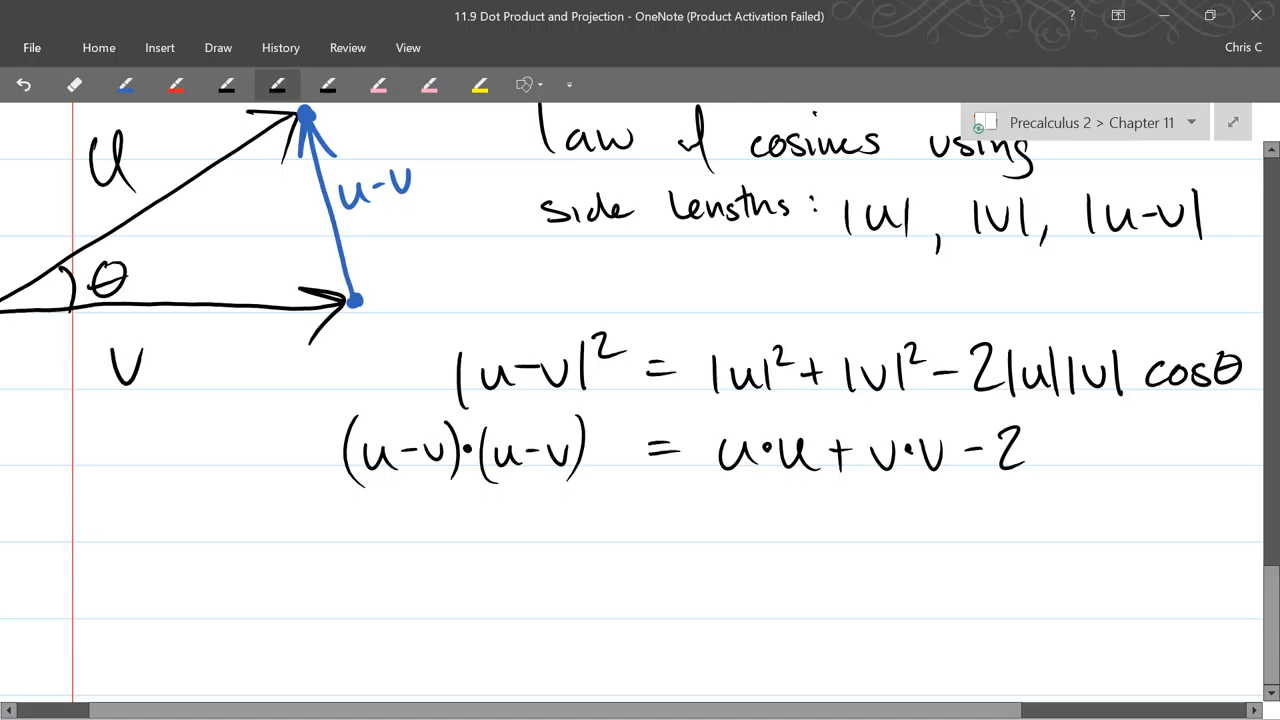 11.9 Dot Product and Projection - OneNote (Product Activation Failed)
File Home Insert Draw History Review View Chris C
Precalculus 2 > Chapter 11
law of cosines using
u
u-v
side lengths: |u|, |v|, |u-v|
θ
v
|u-v|² = |u|² + |v|² - 2|u||v| cosθ
(u-v)•(u-v) = u•u + v•v - 2